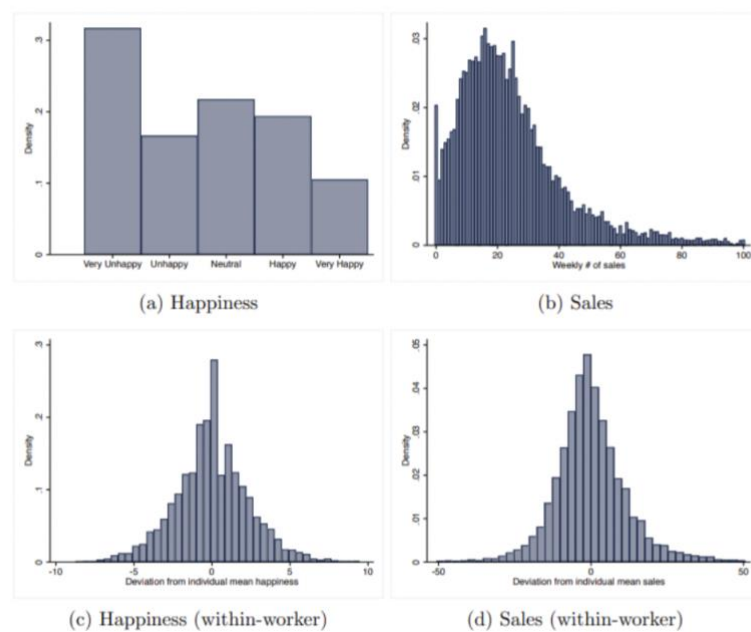 Density
.3
.2
.1
0
Very Unhappy Unhappy Neutral Happy Very Happy
(a) Happiness
Density
.03
.02
.01
0
0 20 40 60 80 100
Weekly # of sales
(b) Sales
Density
.3
.2
.1
0
-10 -5 0 5 10
Deviation from individual mean happiness
(c) Happiness (within-worker)
Density
.05
.04
.03
.02
.01
0
-50 0 50
Deviation from individual mean sales
(d) Sales (within-worker)